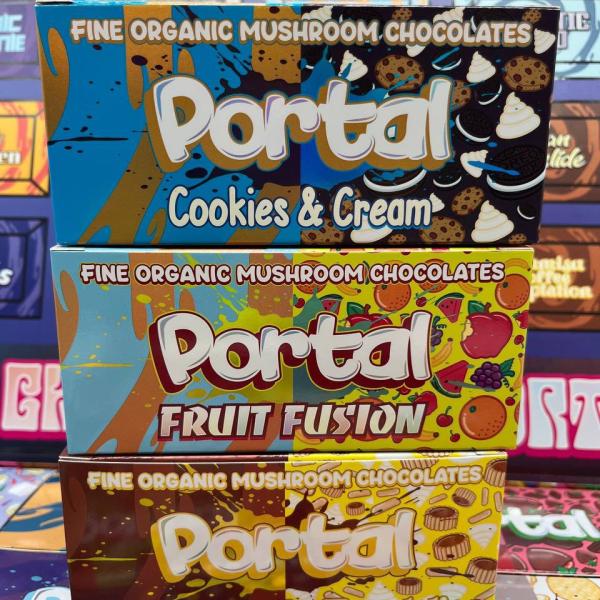 FINE ORGANIC MUSHROOM CHOCOLATES
Portal
Cookies & Cream
FINE ORGANIC MUSHROOM CHOCOLATES
Portal
FRUIT FUSION
FINE ORGANIC MUSHROOM CHOCOLATES
Portal